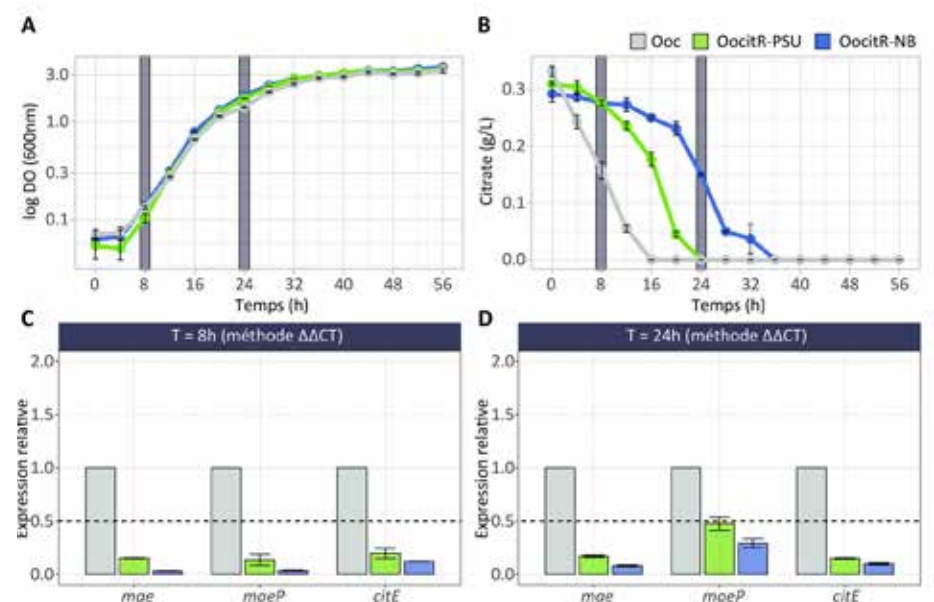 A
B
Ooc OocitR-PSU OocitR-NB
log DO (600nm)
3.0
1.0
0.3
0.1
0 8 16 24 32 40 48 56
Temps (h)
Citrate (g/L)
0.3
0.2
0.1
0.0
0 8 16 24 32 40 48 56
Temps (h)
C
T = 8h (méthode ΔΔCT)
Expression relative
2.0
1.5
1.0
0.5
0.0
mae maeP citE
D
T = 24h (méthode ΔΔCT)
Expression relative
2.0
1.5
1.0
0.5
0.0
mae maeP citE